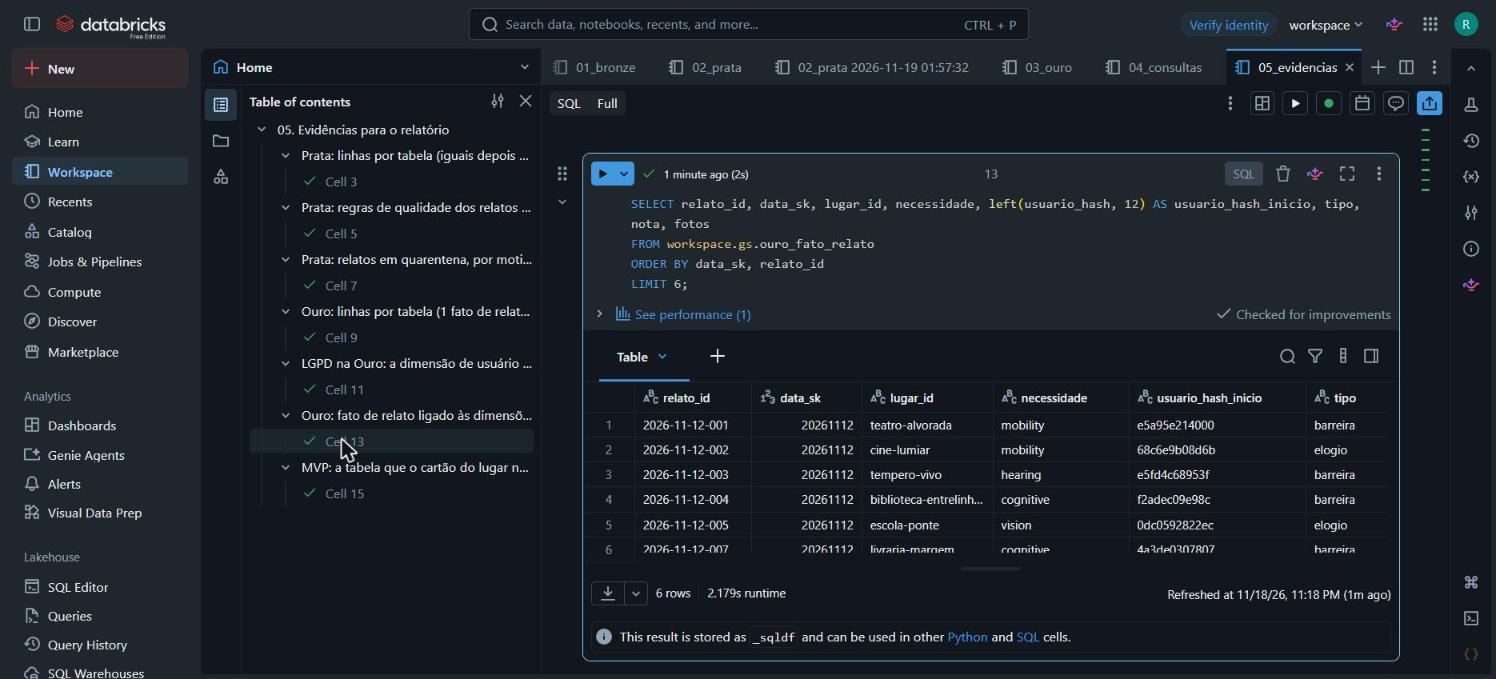 databricks
Free Edition
Search data, notebooks, recents, and more...
CTRL + P
Verify identity
workspace
R
New
Home
Learn
Workspace
Recents
Catalog
Jobs & Pipelines
Compute
Discover
Marketplace
Analytics
Dashboards
Genie Agents
Alerts
Visual Data Prep
Lakehouse
SQL Editor
Queries
Query History
SQL Warehouses
Home
Table of contents
05. Evidências para o relatório
Prata: linhas por tabela (iguais depois ...
Cell 3
Prata: regras de qualidade dos relatos ...
Cell 5
Prata: relatos em quarentena, por moti...
Cell 7
Ouro: linhas por tabela (1 fato de relat...
Cell 9
LGPD na Ouro: a dimensão de usuário ...
Cell 11
Ouro: fato de relato ligado às dimensõ...
Cell 13
MVP: a tabela que o cartão do lugar n...
Cell 15
01_bronze
02_prata
02_prata 2026-11-19 01:57:32
03_ouro
04_consultas
05_evidencias
SQL Full
1 minute ago (2s)
13
SQL
SELECT relato_id, data_sk, lugar_id, necessidade, left(usuario_hash, 12) AS usuario_hash_inicio, tipo,
nota, fotos
FROM workspace.gs.ouro_fato_relato
ORDER BY data_sk, relato_id
LIMIT 6;
See performance (1)
Checked for improvements
Table
relato_id data_sk lugar_id necessidade usuario_hash_inicio tipo
1 2026-11-12-001 20261112 teatro-alvorada mobility e5a95e214000 barreira
2 2026-11-12-002 20261112 cine-lumiar mobility 68c6e9b08d6b elogio
3 2026-11-12-003 20261112 tempero-vivo hearing e5fd4c68953f barreira
4 2026-11-12-004 20261112 biblioteca-entrelinh... cognitive f2adec09e98c barreira
5 2026-11-12-005 20261112 escola-ponte vision 0dc0592822ec elogio
6 2026-11-12-007 20261112 livraria-margem cognitive 4a3de0307807 barreira
6 rows
2.179s runtime
Refreshed at 11/18/26, 11:18 PM (1m ago)
This result is stored as _sqldf and can be used in other Python and SQL cells.